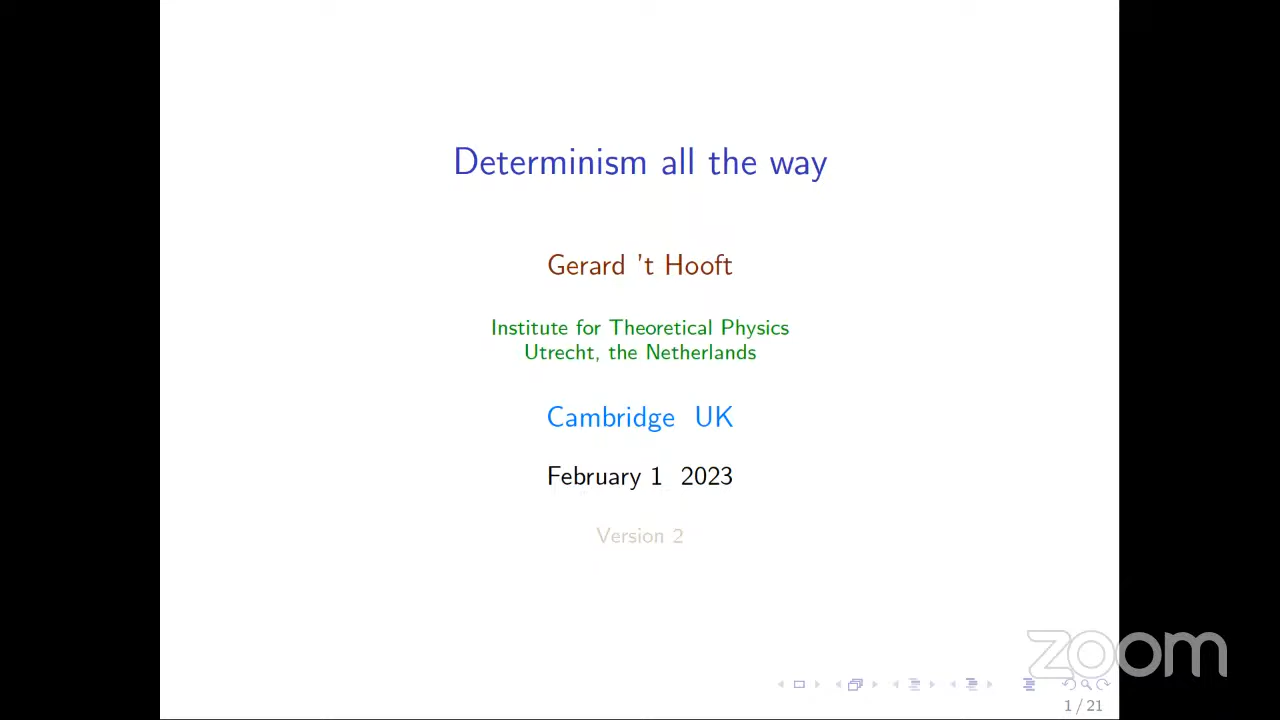 Determinism all the way
Gerard 't Hooft
Institute for Theoretical Physics
Utrecht, the Netherlands
Cambridge UK
February 1 2023
Version 2
zoom
1 / 21